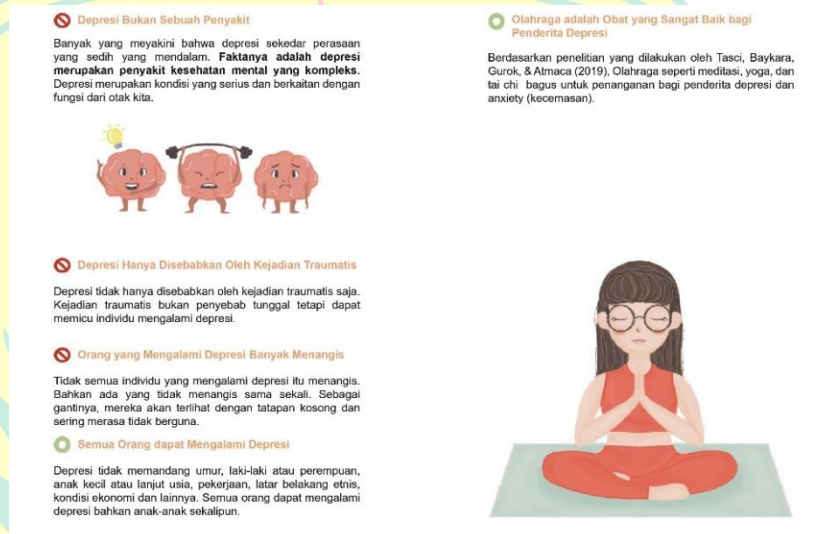 Depresi Bukan Sebuah Penyakit
Banyak yang meyakini bahwa depresi sekedar perasaan
yang sedih yang mendalam. Faktanya adalah depresi
merupakan penyakit kesehatan mental yang kompleks.
Depresi merupakan kondisi yang serius dan berkaitan dengan
fungsi dari otak kita.
Depresi Hanya Disebabkan Oleh Kejadian Traumatis
Depresi tidak hanya disebabkan oleh kejadian traumatis saja.
Kejadian traumatis bukan penyebab tunggal tetapi dapat
memicu individu mengalami depresi.
Orang yang Mengalami Depresi Banyak Menangis
Tidak semua individu yang mengalami depresi itu menangis.
Bahkan ada yang tidak menangis sama sekali. Sebagai
gantinya, mereka akan terlihat dengan tatapan kosong dan
sering merasa tidak berguna.
Semua Orang dapat Mengalami Depresi
Depresi tidak memandang umur, laki-laki atau perempuan,
anak kecil atau lanjut usia, pekerjaan, latar belakang etnis,
kondisi ekonomi dan lainnya. Semua orang dapat mengalami
depresi bahkan anak-anak sekalipun.
Olahraga adalah Obat yang Sangat Baik bagi
Penderita Depresi
Berdasarkan penelitian yang dilakukan oleh Tasci, Baykara,
Gurok, & Atmaca (2019), Olahraga seperti meditasi, yoga, dan
tai chi bagus untuk penanganan bagi penderita depresi dan
anxiety (kecemasan).